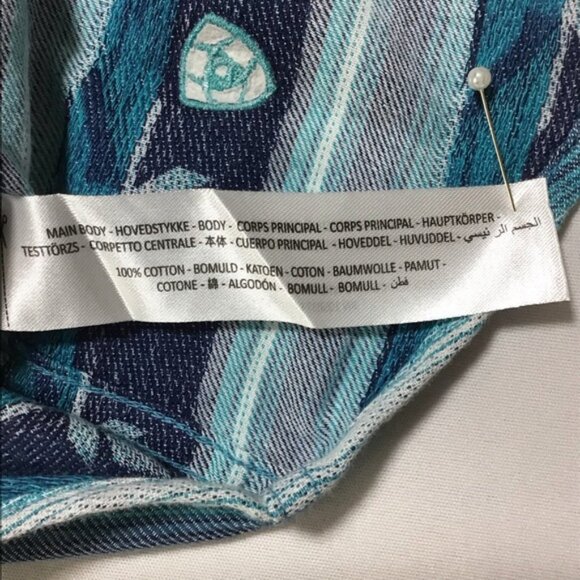 MAIN BODY - HOVEDSTYKKE - BODY - CORPS PRINCIPAL - CORPS PRINCIPAL - HAUPTKÖRPER -
TESTTÖRZS - CORPETTO CENTRALE - 本体 - CUERPO PRINCIPAL - HOVEDDEL - HUVUDDEL - الجسم الرئيسي
100% COTTON - BOMULD - KATOEN - COTON - BAUMWOLLE - PAMUT -
COTONE - 綿 - ALGODÓN - BOMULL - BOMULL - قطن